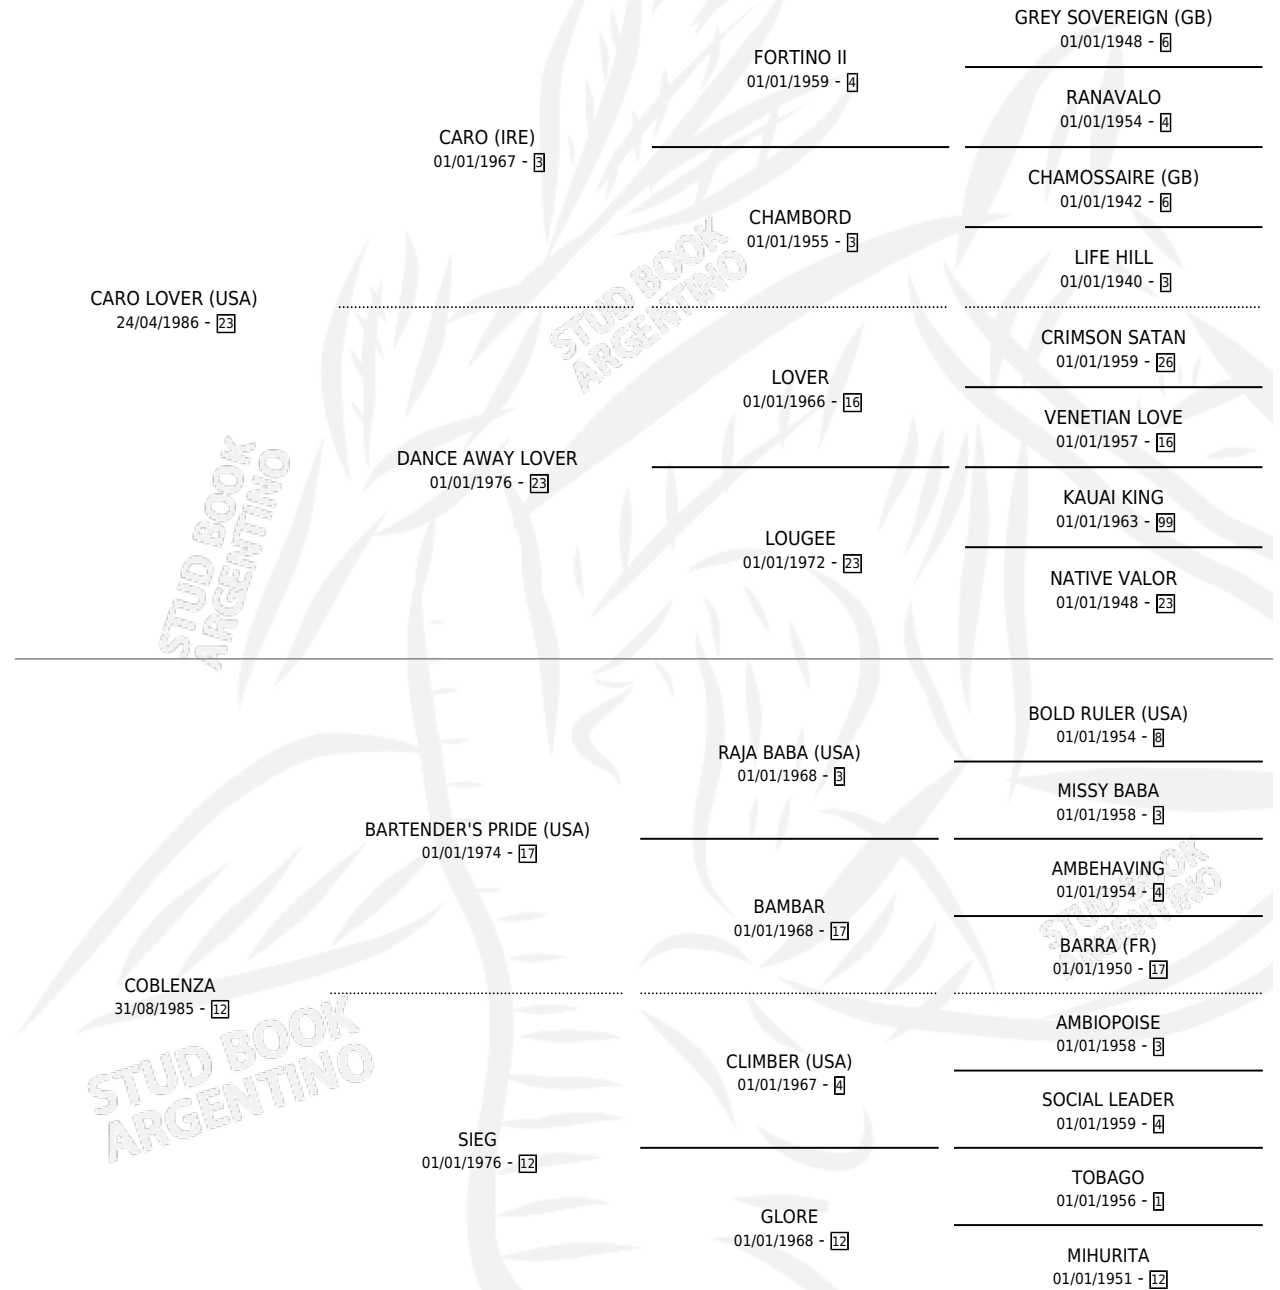 GREY SOVEREIGN (GB)
01/01/1948 - 6
FORTINO II
01/01/1959 - 4
RANAVALO
01/01/1954 - 4
CARO (IRE)
01/01/1967 - 3
CHAMOSSAIRE (GB)
01/01/1942 - 6
CHAMBORD
01/01/1955 - 3
LIFE HILL
01/01/1940 - 3
CARO LOVER (USA)
24/04/1986 - 23
CRIMSON SATAN
01/01/1959 - 26
LOVER
01/01/1966 - 16
VENETIAN LOVE
01/01/1957 - 16
DANCE AWAY LOVER
01/01/1976 - 23
KAUAI KING
01/01/1963 - 99
LOUGEE
01/01/1972 - 23
NATIVE VALOR
01/01/1948 - 23
BOLD RULER (USA)
01/01/1954 - 8
RAJA BABA (USA)
01/01/1968 - 3
MISSY BABA
01/01/1958 - 3
BARTENDER'S PRIDE (USA)
01/01/1974 - 17
AMBEHAVING
01/01/1954 - 4
BAMBAR
01/01/1968 - 17
BARRA (FR)
01/01/1950 - 17
COBLENZA
31/08/1985 - 12
AMBIOPOISE
01/01/1958 - 3
CLIMBER (USA)
01/01/1967 - 4
SOCIAL LEADER
01/01/1959 - 4
SIEG
01/01/1976 - 12
TOBAGO
01/01/1956 - 1
GLORE
01/01/1968 - 12
MIHURITA
01/01/1951 - 12
STUD BOOK
ARGENTINO
STUD BOOK
ARGENTINO
STUD BOOK
ARGENTINO
STUD BOOK
ARGENTINO